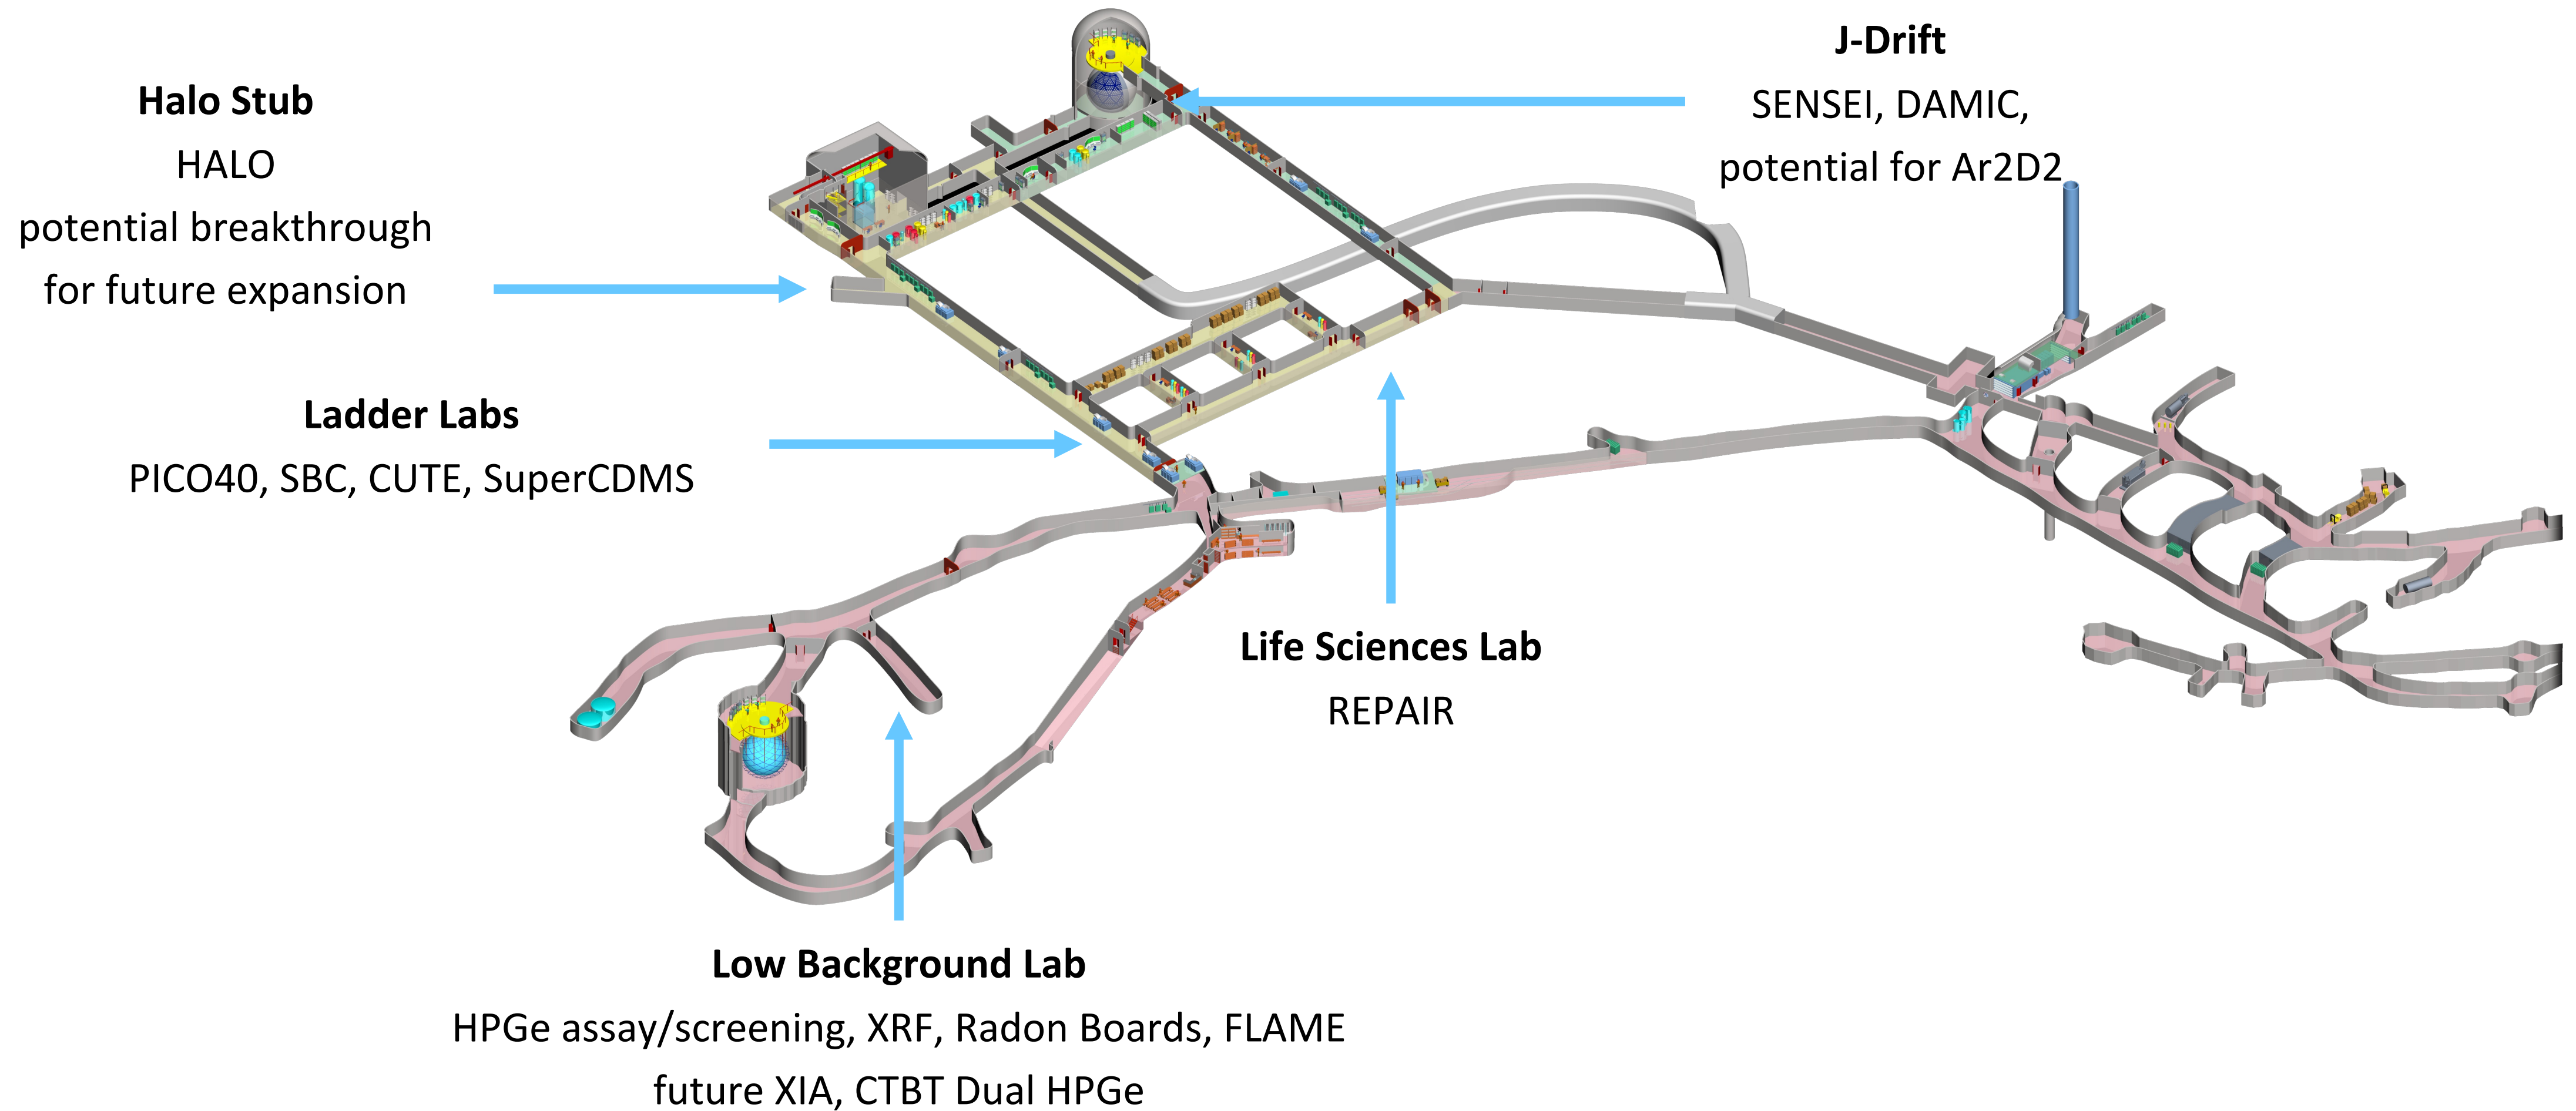 Halo Stub
HALO
potential breakthrough
for future expansion
J-Drift
SENSEI, DAMIC,
potential for Ar2D2
Ladder Labs
PICO40, SBC, CUTE, SuperCDMS
Life Sciences Lab
REPAIR
Low Background Lab
HPGe assay/screening, XRF, Radon Boards, FLAME
future XIA, CTBT Dual HPGe